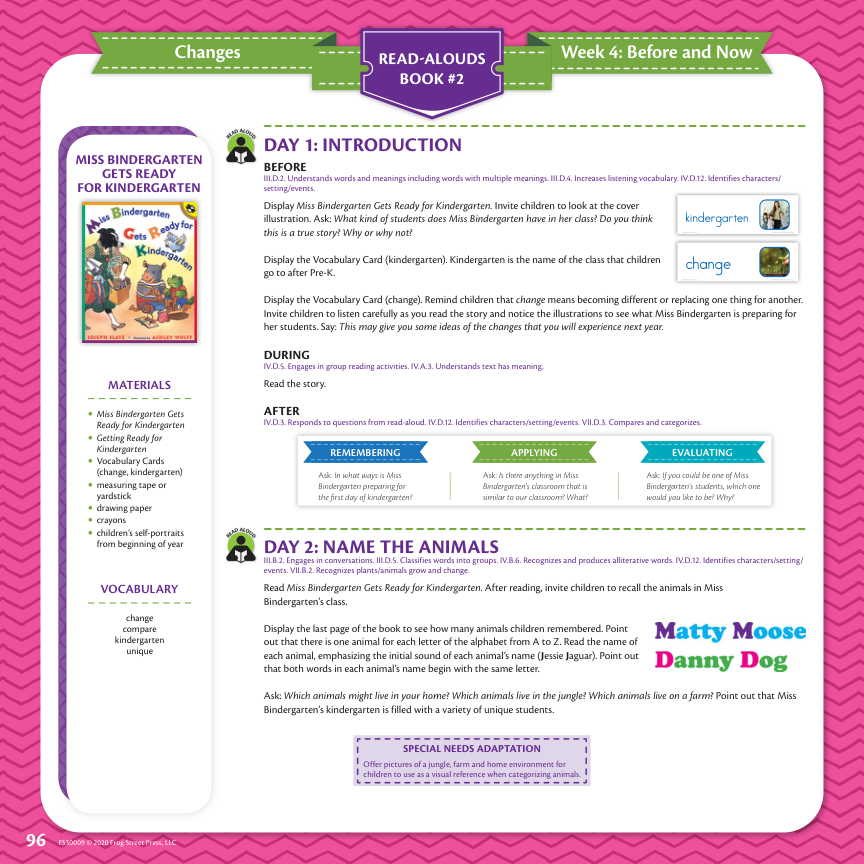 Changes
READ-ALOUDS
BOOK #2
Week 4: Before and Now
MISS BINDERGARTEN
GETS READY
FOR KINDERGARTEN
Miss Bindergarten
Gets Ready for
Kindergarten
JOSEPH SLATE • Illustrated by ASHLEY WOLFF
MATERIALS
• Miss Bindergarten Gets
Ready for Kindergarten
• Getting Ready for
Kindergarten
• Vocabulary Cards
(change, kindergarten)
• measuring tape or
yardstick
• drawing paper
• crayons
• children's self-portraits
from beginning of year
VOCABULARY
change
compare
kindergarten
unique
READ ALOUD
DAY 1: INTRODUCTION
BEFORE
III.D.2. Understands words and meanings including words with multiple meanings. III.D.4. Increases listening vocabulary. IV.D.12. Identifies characters/
setting/events.
Display Miss Bindergarten Gets Ready for Kindergarten. Invite children to look at the cover
illustration. Ask: What kind of students does Miss Bindergarten have in her class? Do you think
this is a true story? Why or why not?
kindergarten
Display the Vocabulary Card (kindergarten). Kindergarten is the name of the class that children
go to after Pre-K.
change
Display the Vocabulary Card (change). Remind children that change means becoming different or replacing one thing for another.
Invite children to listen carefully as you read the story and notice the illustrations to see what Miss Bindergarten is preparing for
her students. Say: This may give you some ideas of the changes that you will experience next year.
DURING
IV.D.5. Engages in group reading activities. IV.A.3. Understands text has meaning.
Read the story.
AFTER
IV.D.3. Responds to questions from read-aloud. IV.D.12. Identifies characters/setting/events. VII.D.3. Compares and categorizes.
REMEMBERING
Ask: In what ways is Miss
Bindergarten preparing for
the first day of kindergarten?
APPLYING
Ask: Is there anything in Miss
Bindergarten's classroom that is
similar to our classroom? What?
EVALUATING
Ask: If you could be one of Miss
Bindergarten's students, which one
would you like to be? Why?
READ ALOUD
DAY 2: NAME THE ANIMALS
III.B.2. Engages in conversations. III.D.5. Classifies words into groups. IV.B.6. Recognizes and produces alliterative words. IV.D.12. Identifies characters/setting/
events. VII.B.2. Recognizes plants/animals grow and change.
Read Miss Bindergarten Gets Ready for Kindergarten. After reading, invite children to recall the animals in Miss
Bindergarten's class.
Display the last page of the book to see how many animals children remembered. Point
out that there is one animal for each letter of the alphabet from A to Z. Read the name of
each animal, emphasizing the initial sound of each animal's name (Jessie Jaguar). Point out
that both words in each animal's name begin with the same letter.
Matty Moose
Danny Dog
Ask: Which animals might live in your home? Which animals live in the jungle? Which animals live on a farm? Point out that Miss
Bindergarten's kindergarten is filled with a variety of unique students.
SPECIAL NEEDS ADAPTATION
Offer pictures of a jungle, farm and home environment for
children to use as a visual reference when categorizing animals.
96
FS30009 © 2020 Frog Street Press, LLC